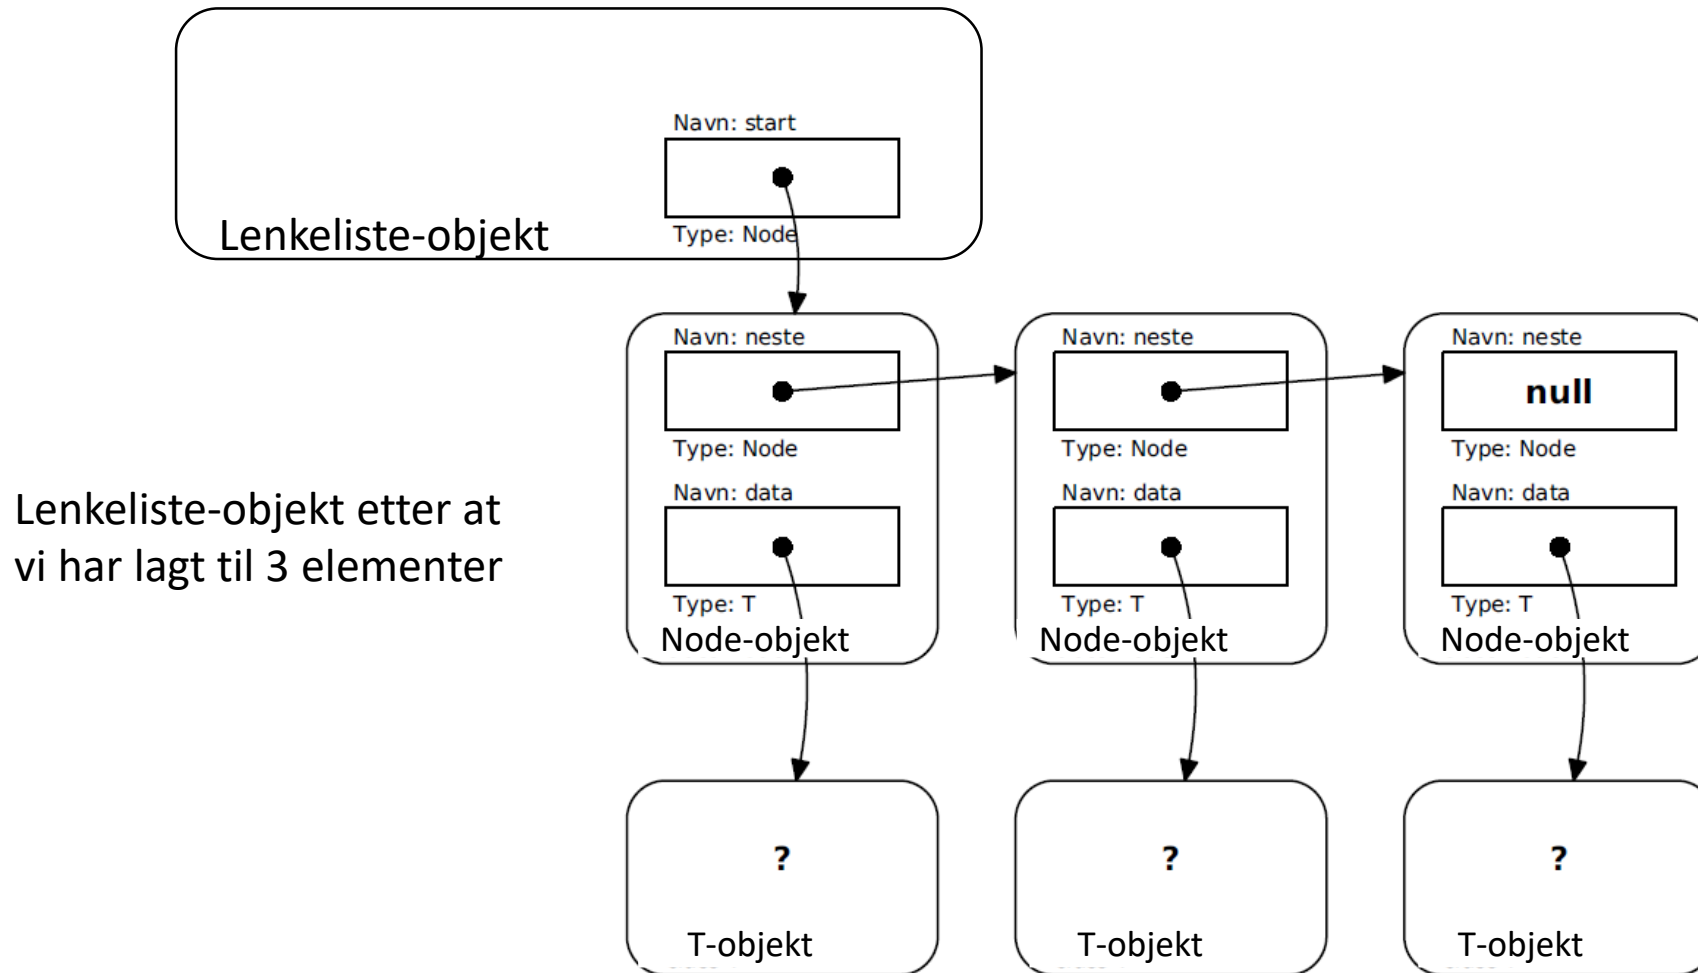 Navn: start
Type: Node
Lenkeliste-objekt
Navn: neste
Navn: neste
Navn: neste
null
Type: Node
Type: Node
Type: Node
Navn: data
Navn: data
Navn: data
Lenkeliste-objekt etter at
vi har lagt til 3 elementer
Type: T
Type: T
Type: T
Node-objekt
Node-objekt
Node-objekt
?
?
?
T-objekt
T-objekt
T-objekt